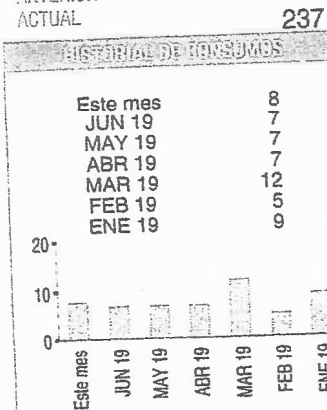 ACTUAL 237
HISTORIAL DE CONSUMOS
Este mes 8
JUN 19 7
MAY 19 7
ABR 19 7
MAR 19 12
FEB 19 5
ENE 19 9
20
10
0
Este mes
JUN 19
MAY 19
ABR 19
MAR 19
FEB 19
ENE 19